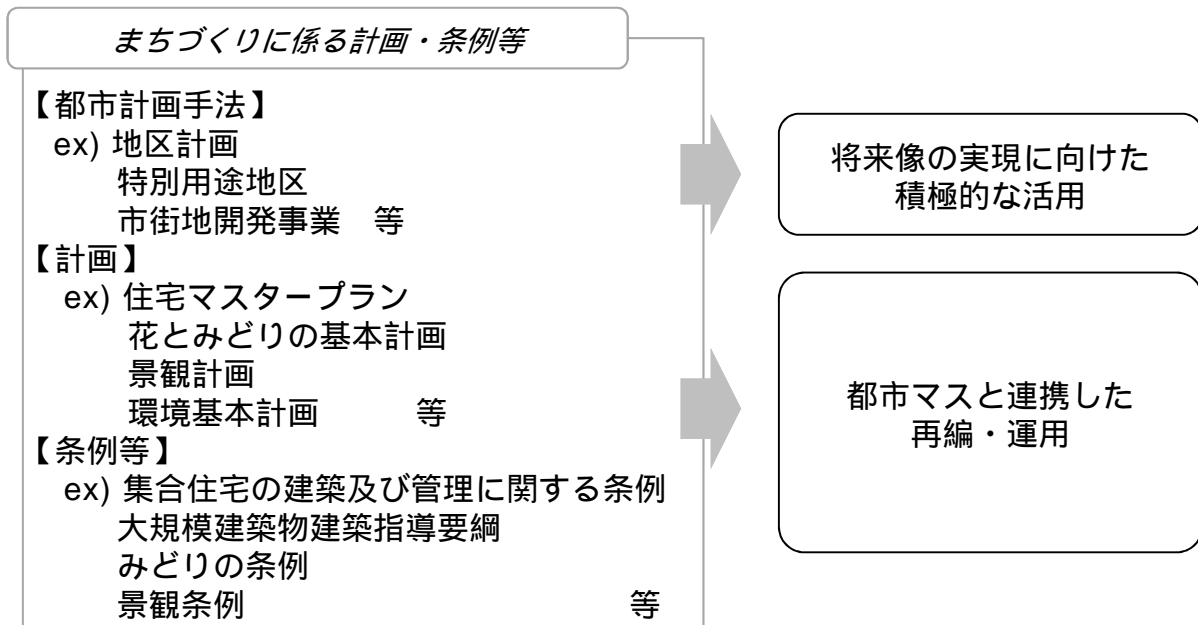 まちづくりに係る計画・条例等
【都市計画手法】
ex) 地区計画
特別用途地区
市街地開発事業　等
【計画】
ex) 住宅マスタープラン
花とみどりの基本計画
景観計画
環境基本計画　　　等
【条例等】
ex) 集合住宅の建築及び管理に関する条例
大規模建築物建築指導要綱
みどりの条例
景観条例　　　　　　　　　　　　等
将来像の実現に向けた
積極的な活用
都市マスと連携した
再編・運用